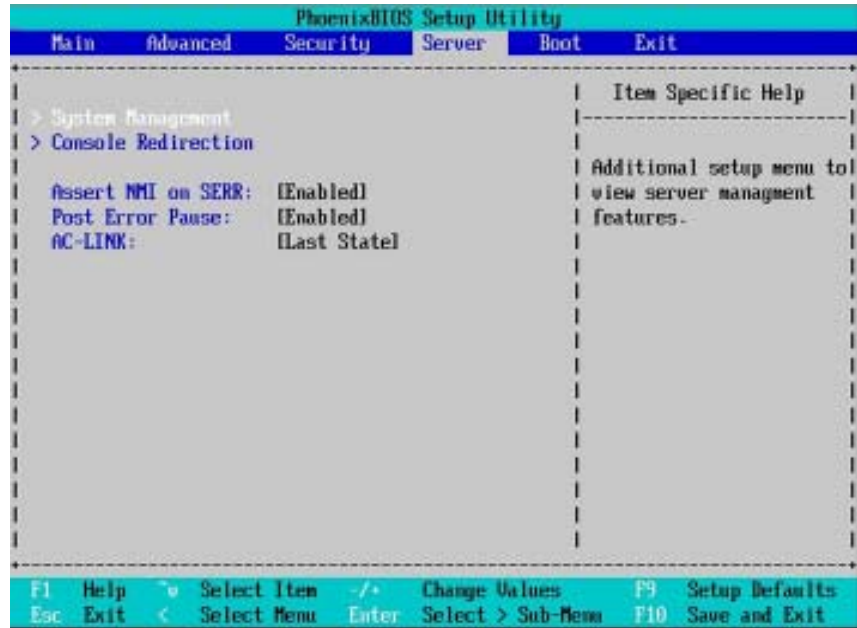 PhoenixBIOS Setup Utility
Main Advanced Security Server Boot Exit
Item Specific Help
> System Management
> Console Redirection
Additional setup menu to
view server managment
features.
Assert NMI on SERR: [Enabled]
Post Error Pause: [Enabled]
AC-LINK: [Last State]
F1 Help ^v Select Item -/+ Change Values F9 Setup Defaults
Esc Exit < Select Menu Enter Select > Sub-Menu F10 Save and Exit